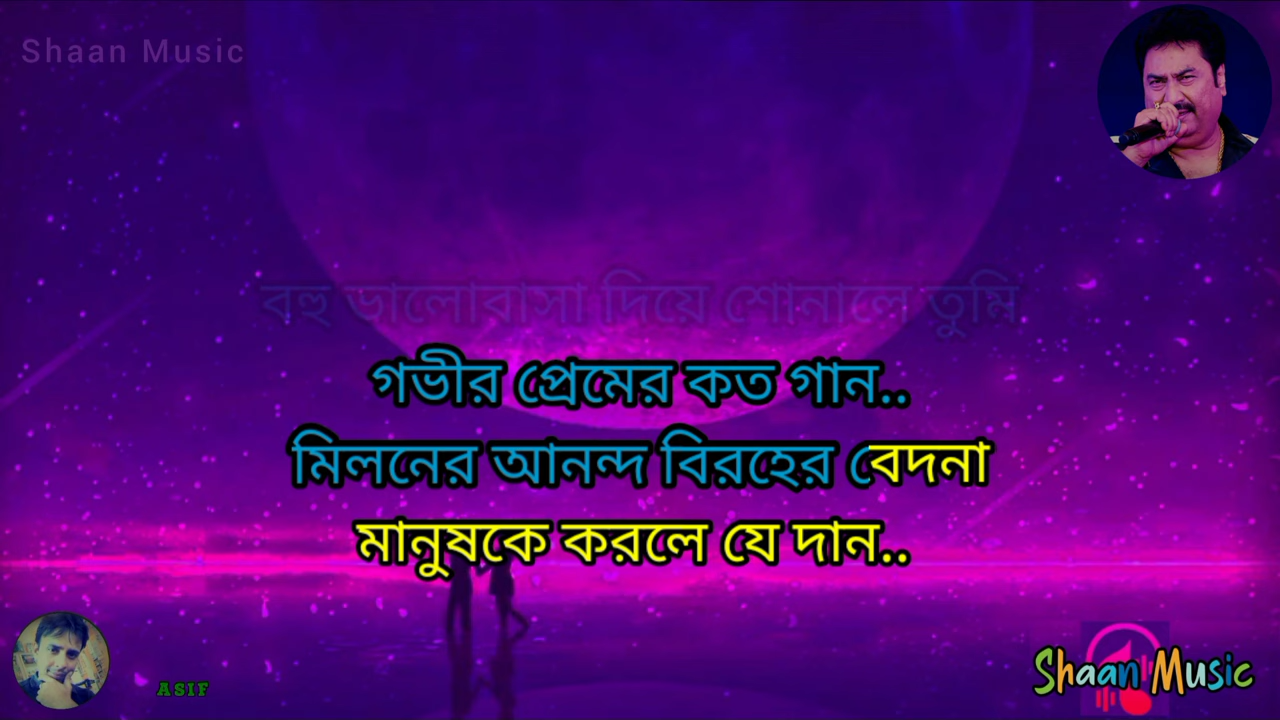 Shaan Music
বহু ভালোবাসা দিয়ে শোনালে তুমি
গভীর প্রেমের কত গান..
মিলনের আনন্দ বিরহের বেদনা
মানুষকে করলে যে দান..
ASIF
Shaan Music